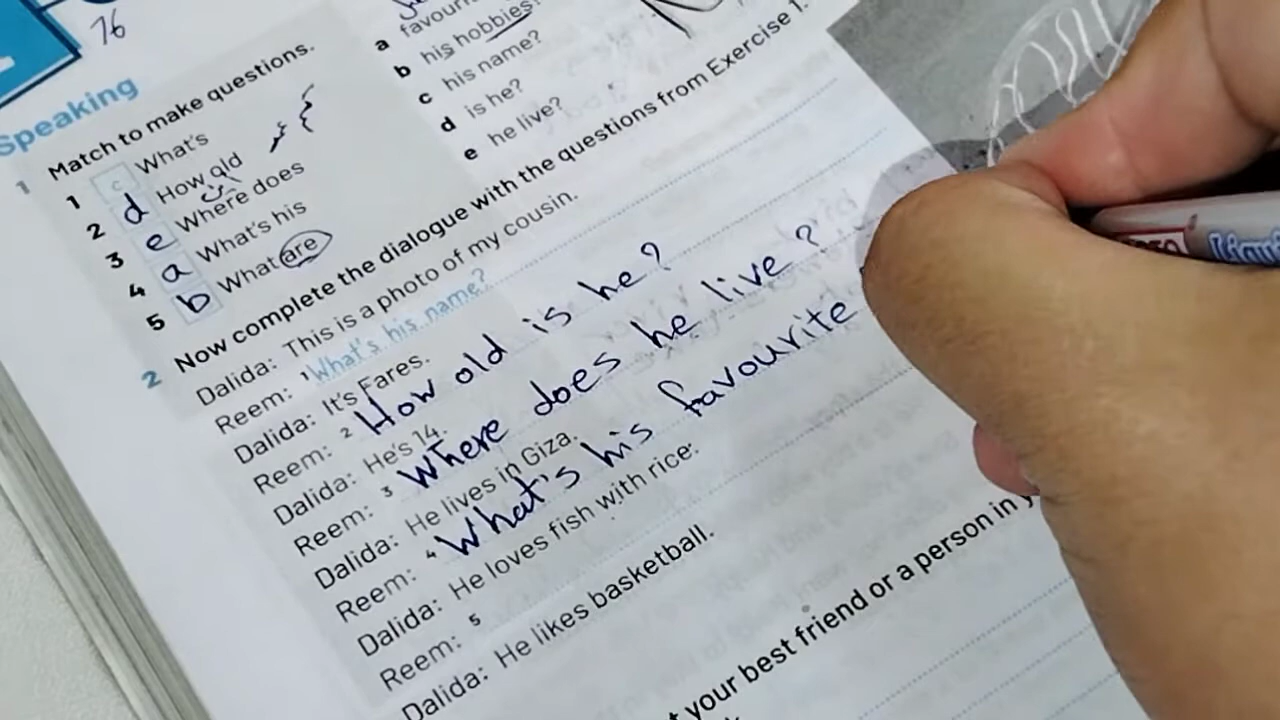 76
Speaking
1 Match to make questions.
1 c What's
2 d How old
3 e Where does
4 a What's his
5 b What are
a
b his hobbies?
c his name?
d is he?
e he live?
2 Now complete the dialogue with the questions from Exercise 1.
Dalida: This is a photo of my cousin.
Reem: 1 What's his name?
Dalida: It's Fares.
Reem: 2 How old is he?
Dalida: He's 14.
Reem: 3 Where does he live?
Dalida: He lives in Giza.
Reem: 4 What's his favourite
Dalida: He loves fish with rice.
Reem: 5
Dalida: He likes basketball.
your best friend or a person in